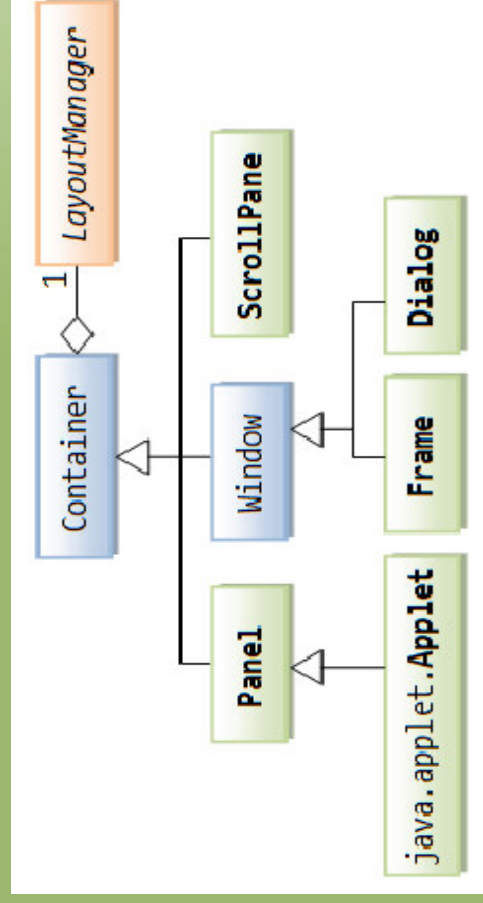 Container
1
LayoutManager
Panel
Window
ScrollPane
java.applet.Applet
Frame
Dialog